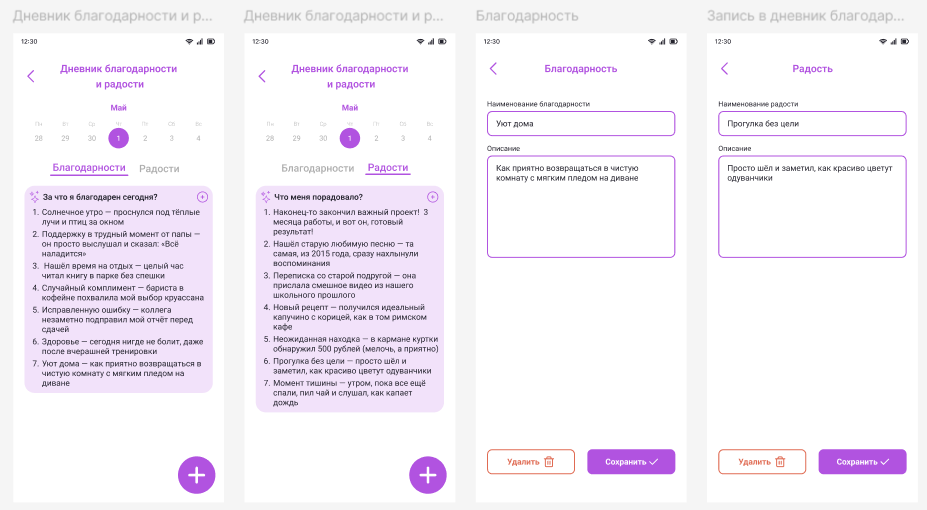 Дневник благодарности и р...
12:30
Дневник благодарности
и радости
Май
Пн Вт Ср Чт Пт Сб Вс
28 29 30 1 2 3 4
Благодарности Радости
За что я благодарен сегодня?
1. Солнечное утро — проснулся под тёплые
лучи и птиц за окном
2. Поддержку в трудный момент от папы —
он просто выслушал и сказал: «Всё
наладится»
3. Нашёл время на отдых — целый час
читал книгу в парке без спешки
4. Случайный комплимент — бариста в
кофейне похвалила мой выбор круассана
5. Исправленную ошибку — коллега
незаметно подправил мой отчёт перед
сдачей
6. Здоровье — сегодня нигде не болит, даже
после вчерашней тренировки
7. Уют дома — как приятно возвращаться в
чистую комнату с мягким пледом на
диване
Дневник благодарности и р...
12:30
Дневник благодарности
и радости
Май
Пн Вт Ср Чт Пт Сб Вс
28 29 30 1 2 3 4
Благодарности Радости
Что меня порадовало?
1. Наконец-то закончил важный проект! 3
месяца работы, и вот он, готовый
результат!
2. Нашёл старую любимую песню — та
самая, из 2015 года, сразу нахлынули
воспоминания
3. Переписка со старой подругой — она
прислала смешное видео из нашего
школьного прошлого
4. Новый рецепт — получился идеальный
капучино с корицей, как в том римском
кафе
5. Неожиданная находка — в кармане куртки
обнаружил 500 рублей (мелочь, а приятно)
6. Прогулка без цели — просто шёл и
заметил, как красиво цветут одуванчики
7. Момент тишины — утром, пока все ещё
спали, пил чай и слушал, как капает
дождь
Благодарность
12:30
Благодарность
Наименование благодарности
Уют дома
Описание
Как приятно возвращаться в чистую
комнату с мягким пледом на диване
Удалить Сохранить
Запись в дневник благодар...
12:30
Радость
Наименование радости
Прогулка без цели
Описание
Просто шёл и заметил, как красиво цветут
одуванчики
Удалить Сохранить